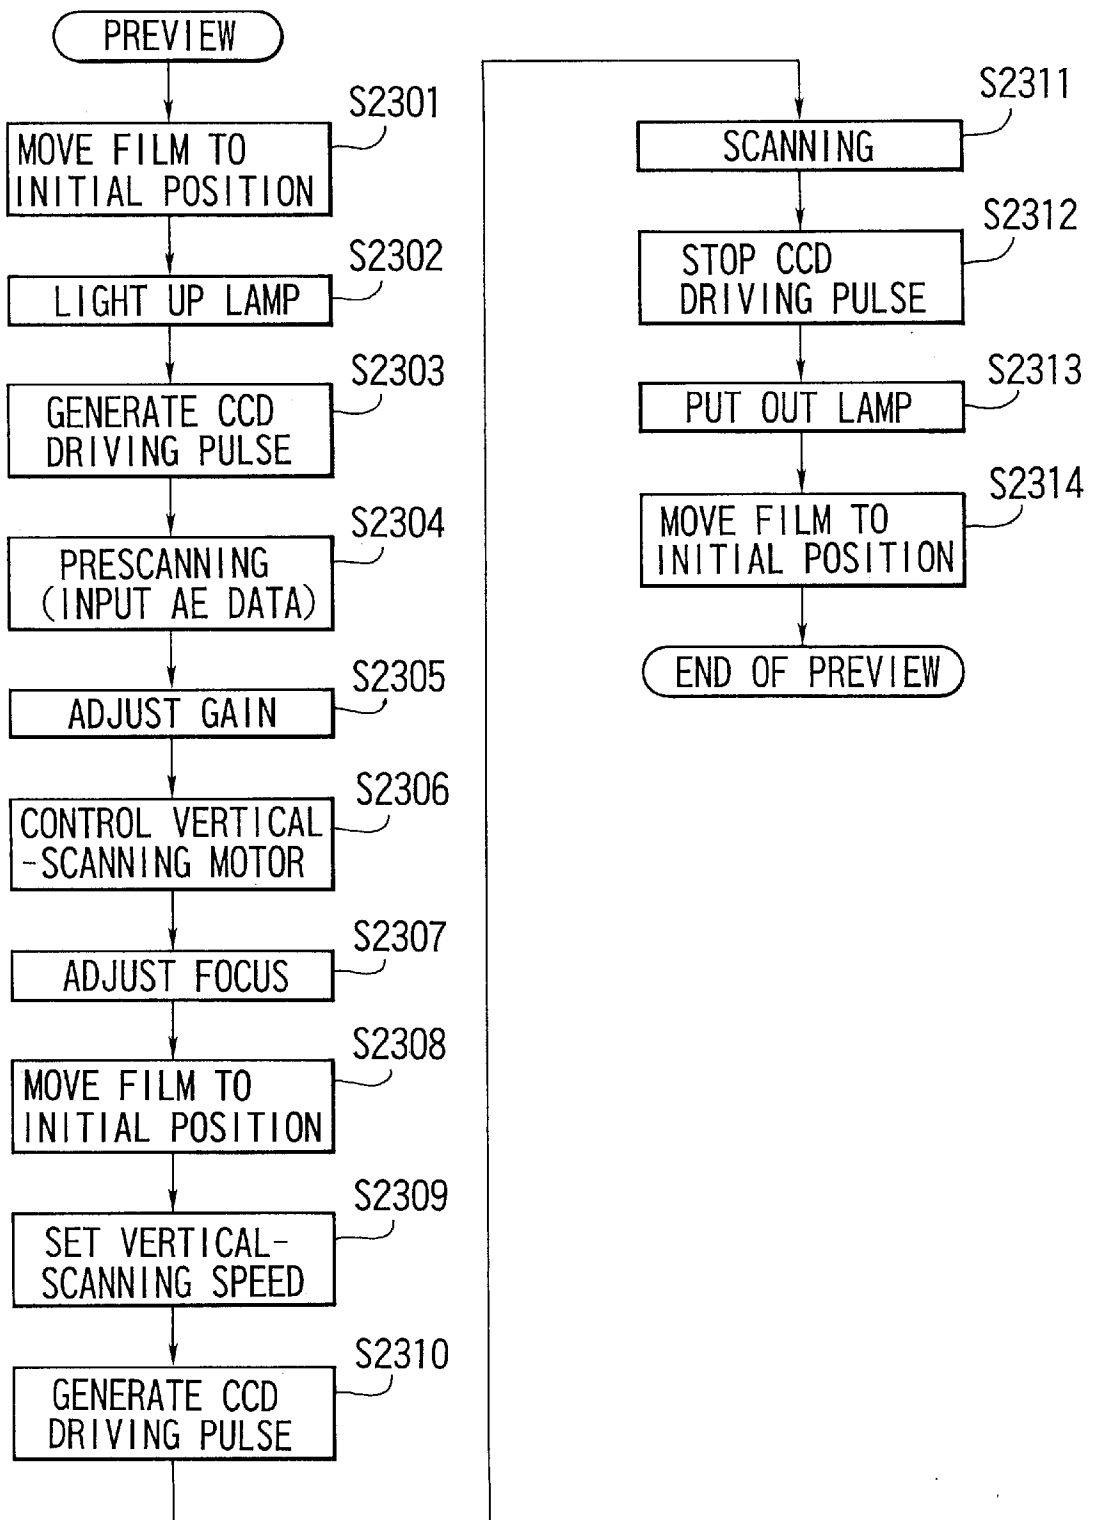 PREVIEW
S2301
MOVE FILM TO
INITIAL POSITION
S2302
LIGHT UP LAMP
S2303
GENERATE CCD
DRIVING PULSE
S2304
PRESCANNING
(INPUT AE DATA)
S2305
ADJUST GAIN
S2306
CONTROL VERTICAL
-SCANNING MOTOR
S2307
ADJUST FOCUS
S2308
MOVE FILM TO
INITIAL POSITION
S2309
SET VERTICAL-
SCANNING SPEED
S2310
GENERATE CCD
DRIVING PULSE
S2311
SCANNING
S2312
STOP CCD
DRIVING PULSE
S2313
PUT OUT LAMP
S2314
MOVE FILM TO
INITIAL POSITION
END OF PREVIEW